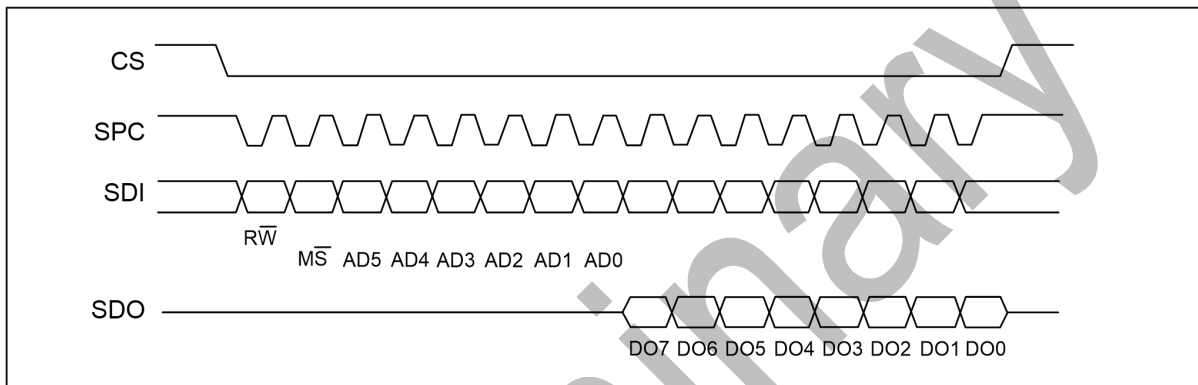 CS
SPC
SDI
RW̅
MS̅ AD5 AD4 AD3 AD2 AD1 AD0
SDO
DO7 DO6 DO5 DO4 DO3 DO2 DO1 DO0
inary